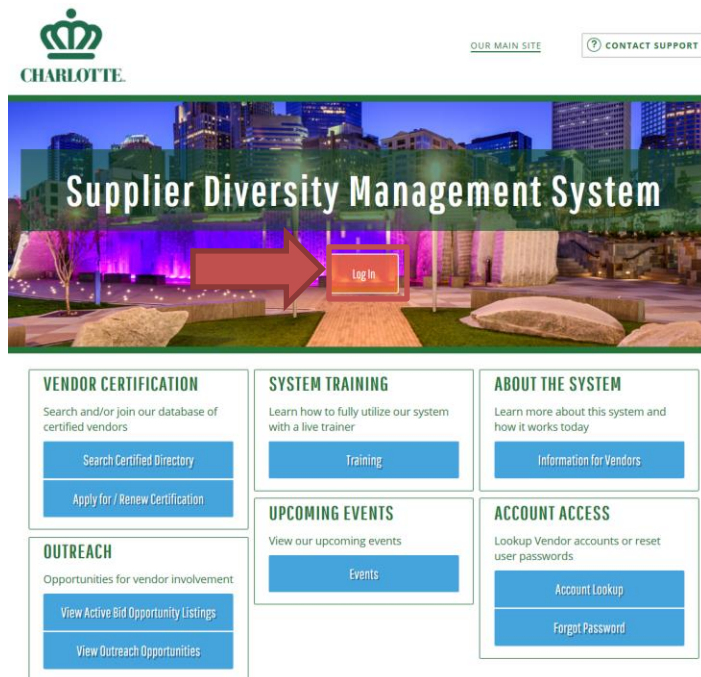 CHARLOTTE.
OUR MAIN SITE
? CONTACT SUPPORT
Supplier Diversity Management System
Log In
VENDOR CERTIFICATION
Search and/or join our database of
certified vendors
Search Certified Directory
Apply for / Renew Certification
OUTREACH
Opportunities for vendor involvement
View Active Bid Opportunity Listings
View Outreach Opportunities
SYSTEM TRAINING
Learn how to fully utilize our system
with a live trainer
Training
UPCOMING EVENTS
View our upcoming events
Events
ABOUT THE SYSTEM
Learn more about this system and
how it works today
Information for Vendors
ACCOUNT ACCESS
Lookup Vendor accounts or reset
user passwords
Account Lookup
Forgot Password